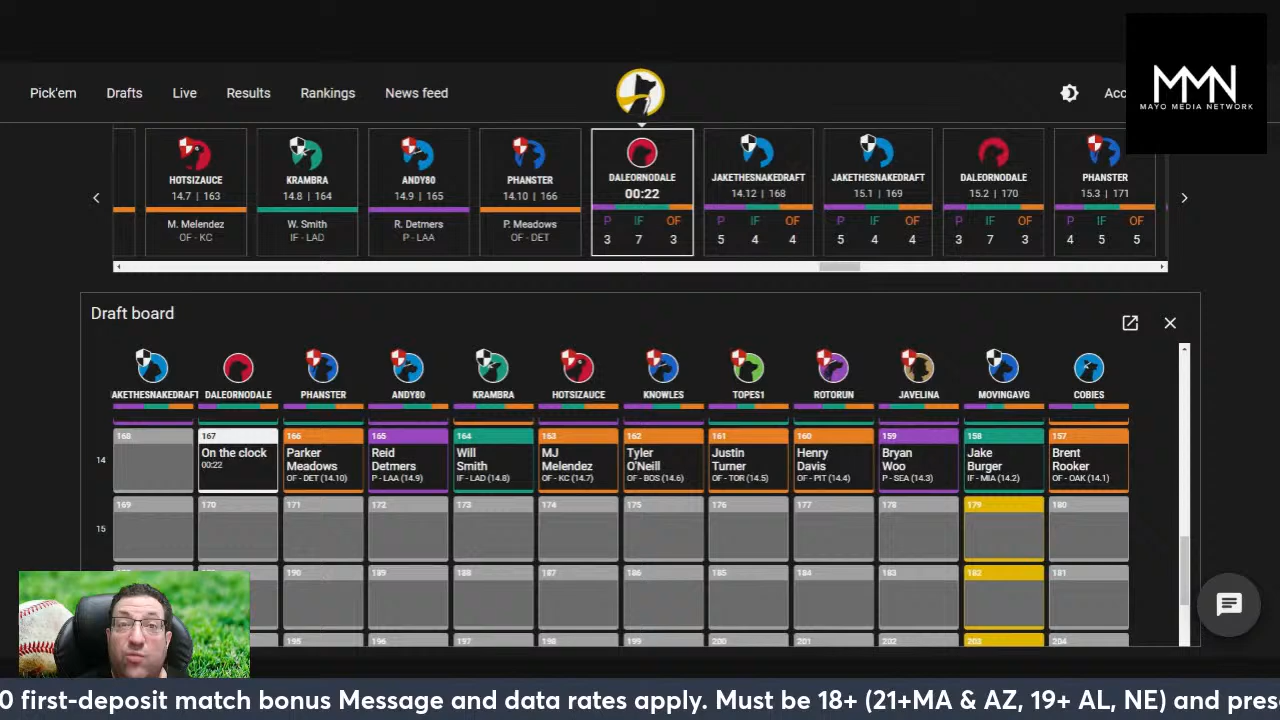 MMN
MAYO MEDIA NETWORK
Pick'em Drafts Live Results Rankings News feed
HOTSIZAUCE KRAMBRA ANDY80 PHANSTER DALEORNODALE JAKETHESNAKEDRAFT JAKETHESNAKEDRAFT DALEORNODALE PHANSTER
14.7 | 163 14.8 | 164 14.9 | 165 14.10 | 166 00:22 14.12 | 168 15.1 | 169 15.2 | 170 15.3 | 171
M. Melendez W. Smith R. Detmers P. Meadows P IF OF P IF OF P IF OF P IF OF P IF OF
OF - KC IF - LAD P - LAA OF - DET 3 7 3 5 4 4 5 4 4 3 7 3 4 5 5
Draft board
AKETHESNAKEDRAFT DALEORNODALE PHANSTER ANDY80 KRAMBRA HOTSIZAUCE KNOWLES TOPES1 ROTORUN JAVELINA MOVINGAVG COBIES
168 167 166 165 164 163 162 161 160 159 158 157
14 On the clock Parker Reid Will MJ Tyler Justin Henry Bryan Jake Brent
00:22 Meadows Detmers Smith Melendez O'Neill Turner Davis Woo Burger Rooker
OF - DET (14.10) P - LAA (14.9) IF - LAD (14.8) OF - KC (14.7) OF - BOS (14.6) OF - TOR (14.5) OF - PIT (14.4) P - SEA (14.3) IF - MIA (14.2) OF - OAK (14.1)
169 170 171 172 173 174 175 176 177 178 179 180
15
190 189 188 187 186 185 184 183 182 181
195 196 197 198 199 200 201 202 203 204
0 first-deposit match bonus Message and data rates apply. Must be 18+ (21+MA & AZ, 19+ AL, NE) and pres